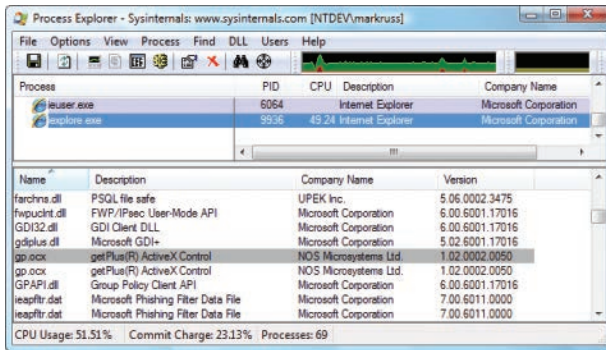 Process Explorer - Sysinternals: www.sysinternals.com [NTDEV\markruss]
File Options View Process Find DLL Users Help
Process PID CPU Description Company Name
ieuser.exe 6064 Internet Explorer Microsoft Corporation
iexplore.exe 9936 49.24 Internet Explorer Microsoft Corporation
Name Description Company Name Version
farchns.dll PSQL file safe UPEK Inc. 5.06.0002.3475
fwpuclnt.dll FWP/IPsec User-Mode API Microsoft Corporation 6.00.6001.17016
GDI32.dll GDI Client DLL Microsoft Corporation 6.00.6001.17016
gdiplus.dll Microsoft GDI+ Microsoft Corporation 5.02.6001.17016
gp.ocx getPlus(R) ActiveX Control NOS Microsystems Ltd. 1.02.0002.0050
gp.ocx getPlus(R) ActiveX Control NOS Microsystems Ltd. 1.02.0002.0050
GPAPI.dll Group Policy Client API Microsoft Corporation 6.00.6001.17016
ieapfltr.dat Microsoft Phishing Filter Data File Microsoft Corporation 7.00.6011.0000
ieapfltr.dat Microsoft Phishing Filter Data File Microsoft Corporation 7.00.6011.0000
CPU Usage: 51.51% Commit Charge: 23.13% Processes: 69